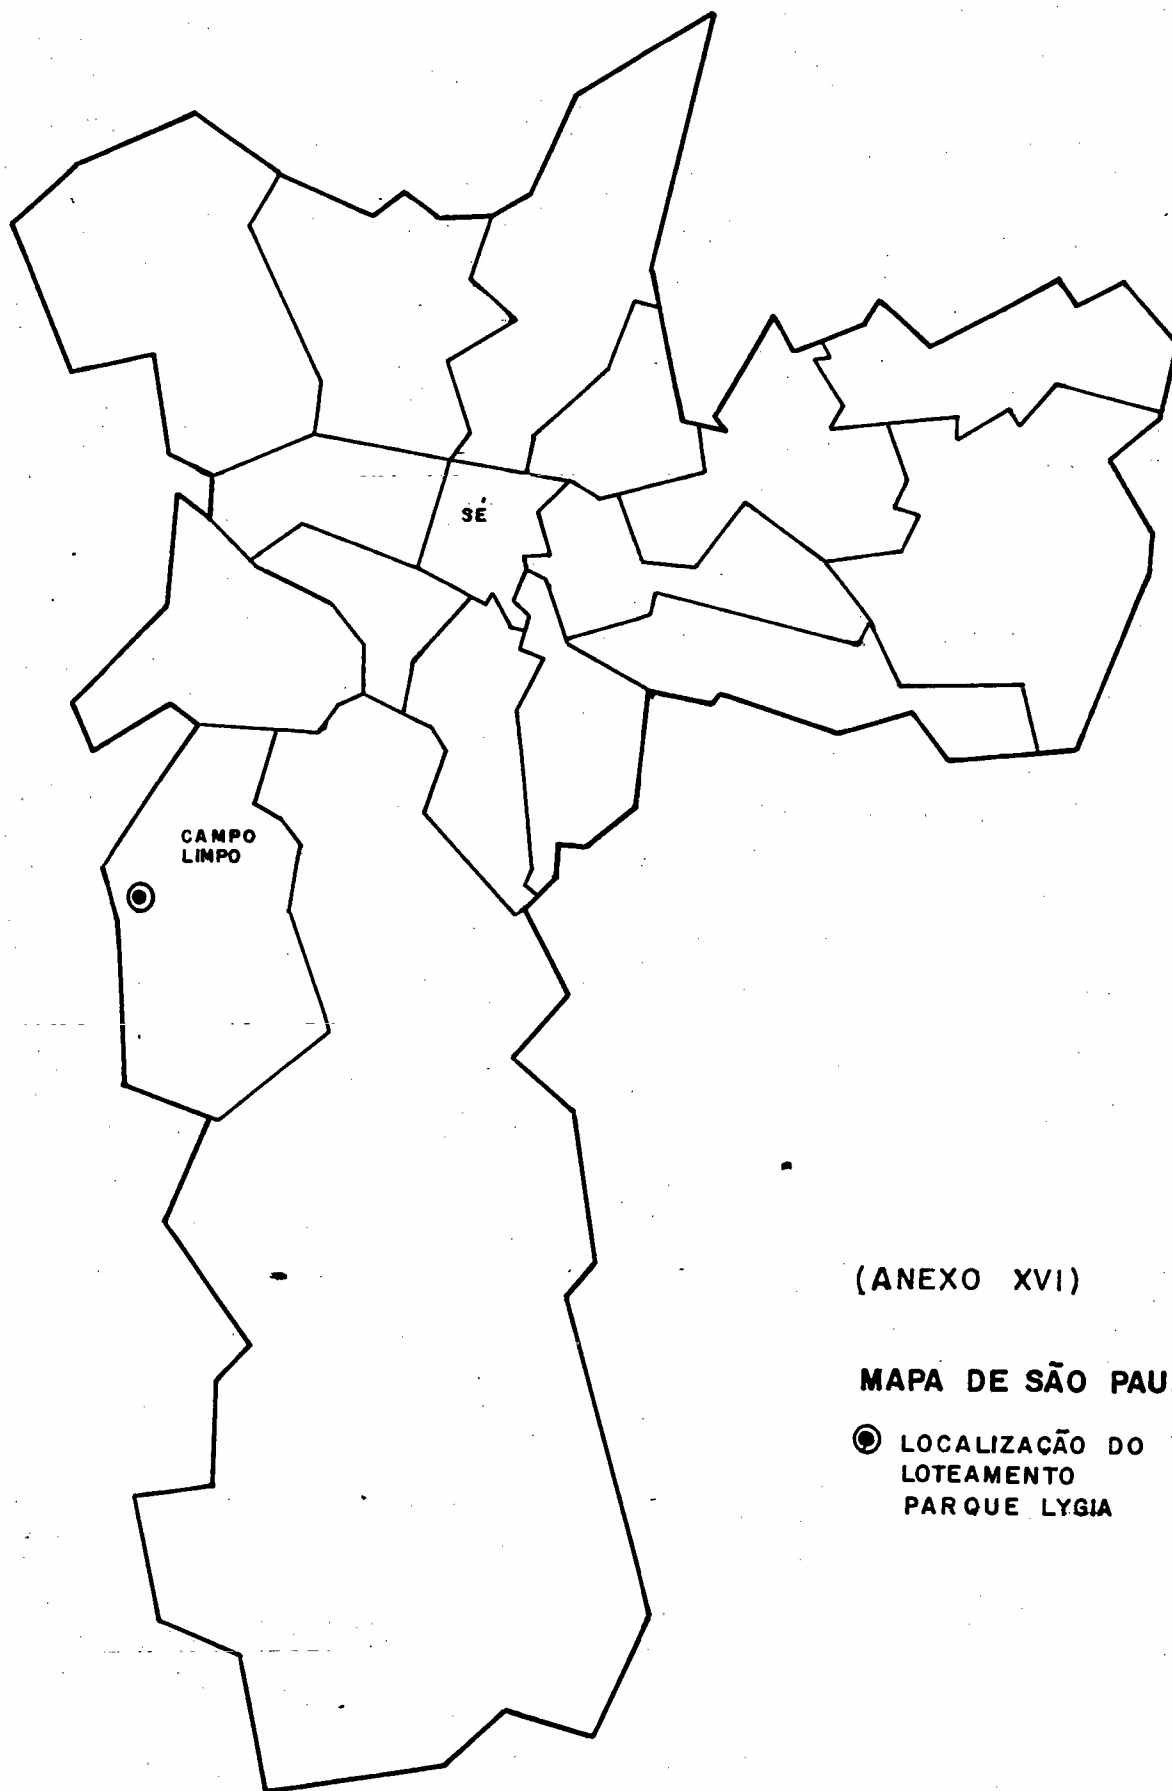 SÉ
CAMPO
LIMPO
(ANEXO XVI)
MAPA DE SÃO PAU
LOCALIZAÇÃO DO
LOTEAMENTO
PARQUE LYGIA